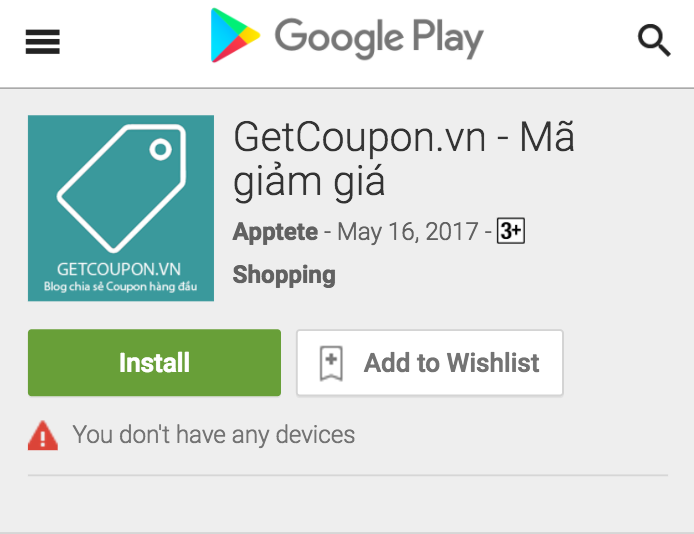 Google Play
GetCoupon.vn - Mã
giảm giá
Apptete - May 16, 2017 - 3+
Shopping
GETCOUPON.VN
Blog chia sẻ Coupon hàng đầu
Install
Add to Wishlist
You don't have any devices